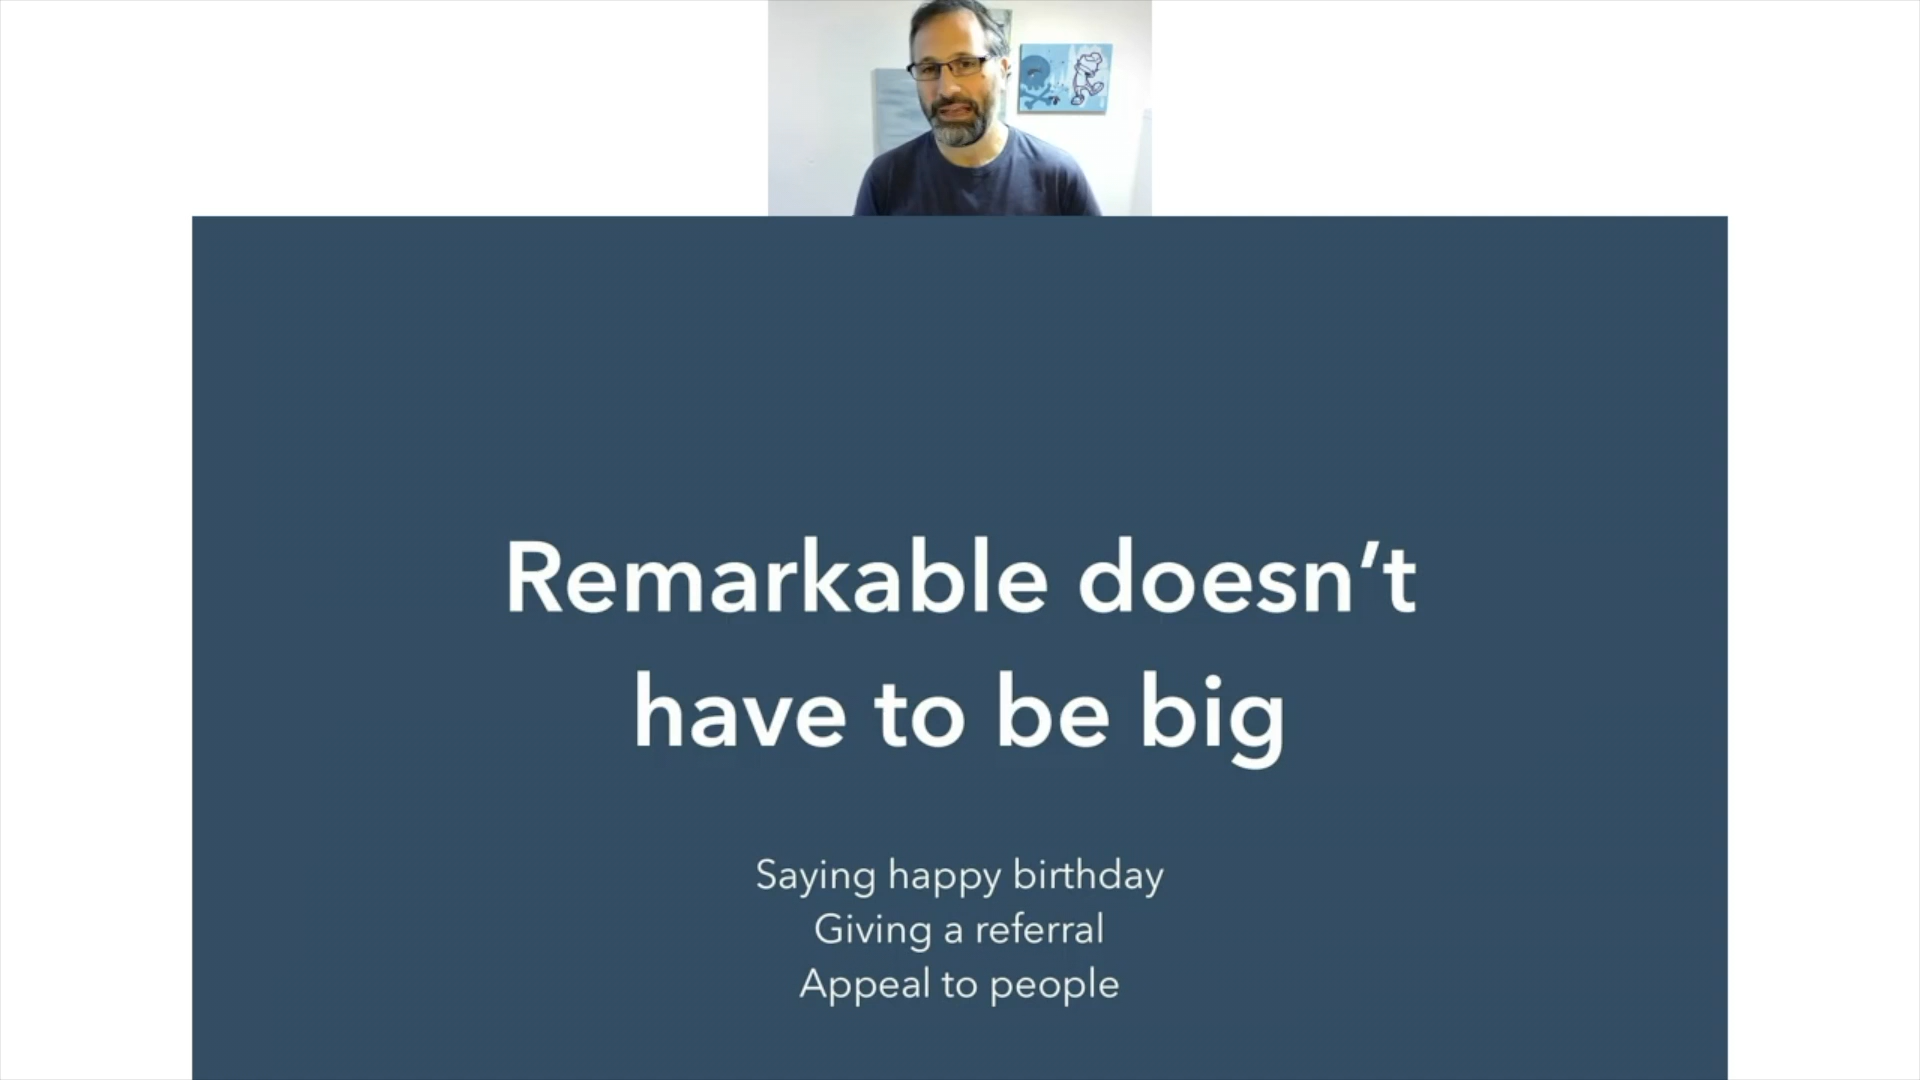 Remarkable doesn’t
have to be big
Saying happy birthday
Giving a referral
Appeal to people